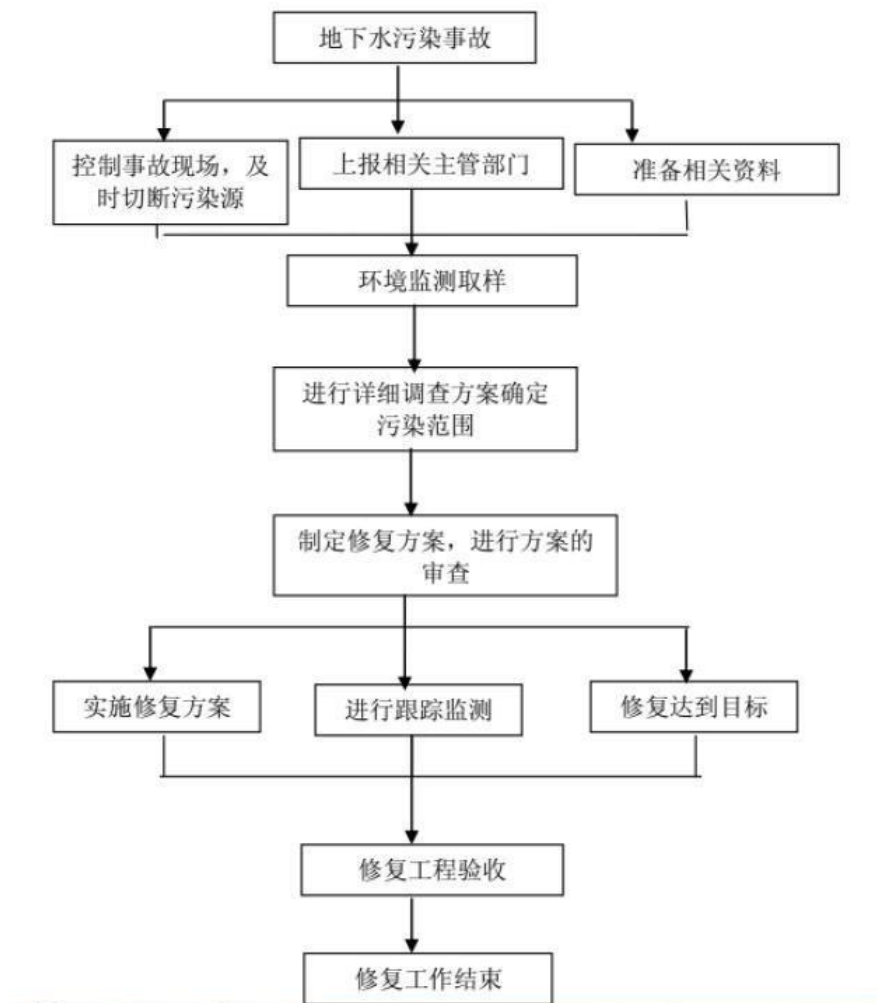 地下水污染事故
控制事故现场，及
时切断污染源
上报相关主管部门
准备相关资料
环境监测取样
进行详细调查方案确定
污染范围
制定修复方案，进行方案的
审查
实施修复方案
进行跟踪监测
修复达到目标
修复工程验收
修复工作结束